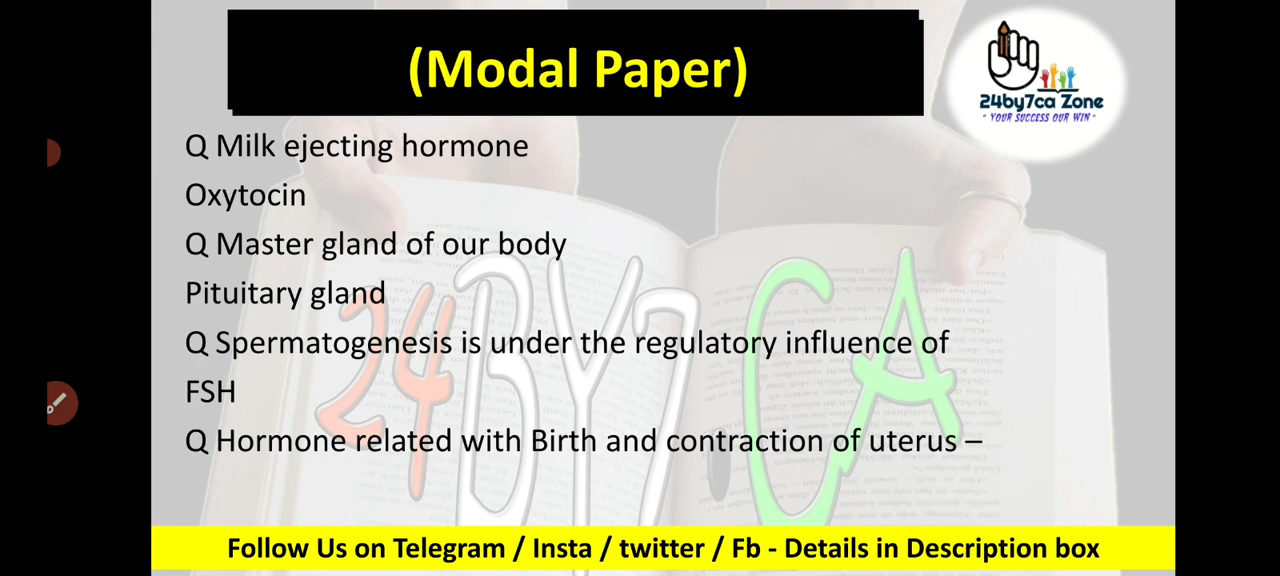 (Modal Paper)
24by7ca Zone
" YOUR SUCCESS OUR WIN "
Q Milk ejecting hormone
Oxytocin
Q Master gland of our body
Pituitary gland
Q Spermatogenesis is under the regulatory influence of
FSH
Q Hormone related with Birth and contraction of uterus –
24BY7.CA
Follow Us on Telegram / Insta / twitter / Fb - Details in Description box